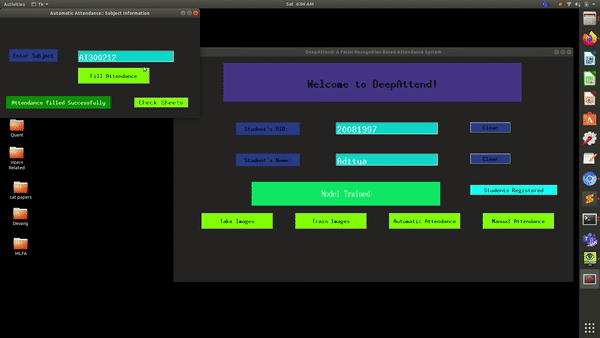 Activities
Tk
Sat 4:04 AM
Automatic Attendance: Subject Information
Enter Subject
AI300212
Fill Attendance
Attendance filled Successfully
Check Sheets
DeepAttend: A Facial Recognition Based Attendance System
Welcome to DeepAttend!
Student's UID:
20081997
Clear
Student's Name:
Aditya
Clear
Model Trained
Students Registered
Take Images
Train Images
Automatic Attendance
Manual Attendance
Quant
Intern
Related
cat papers
Devang
MLFA